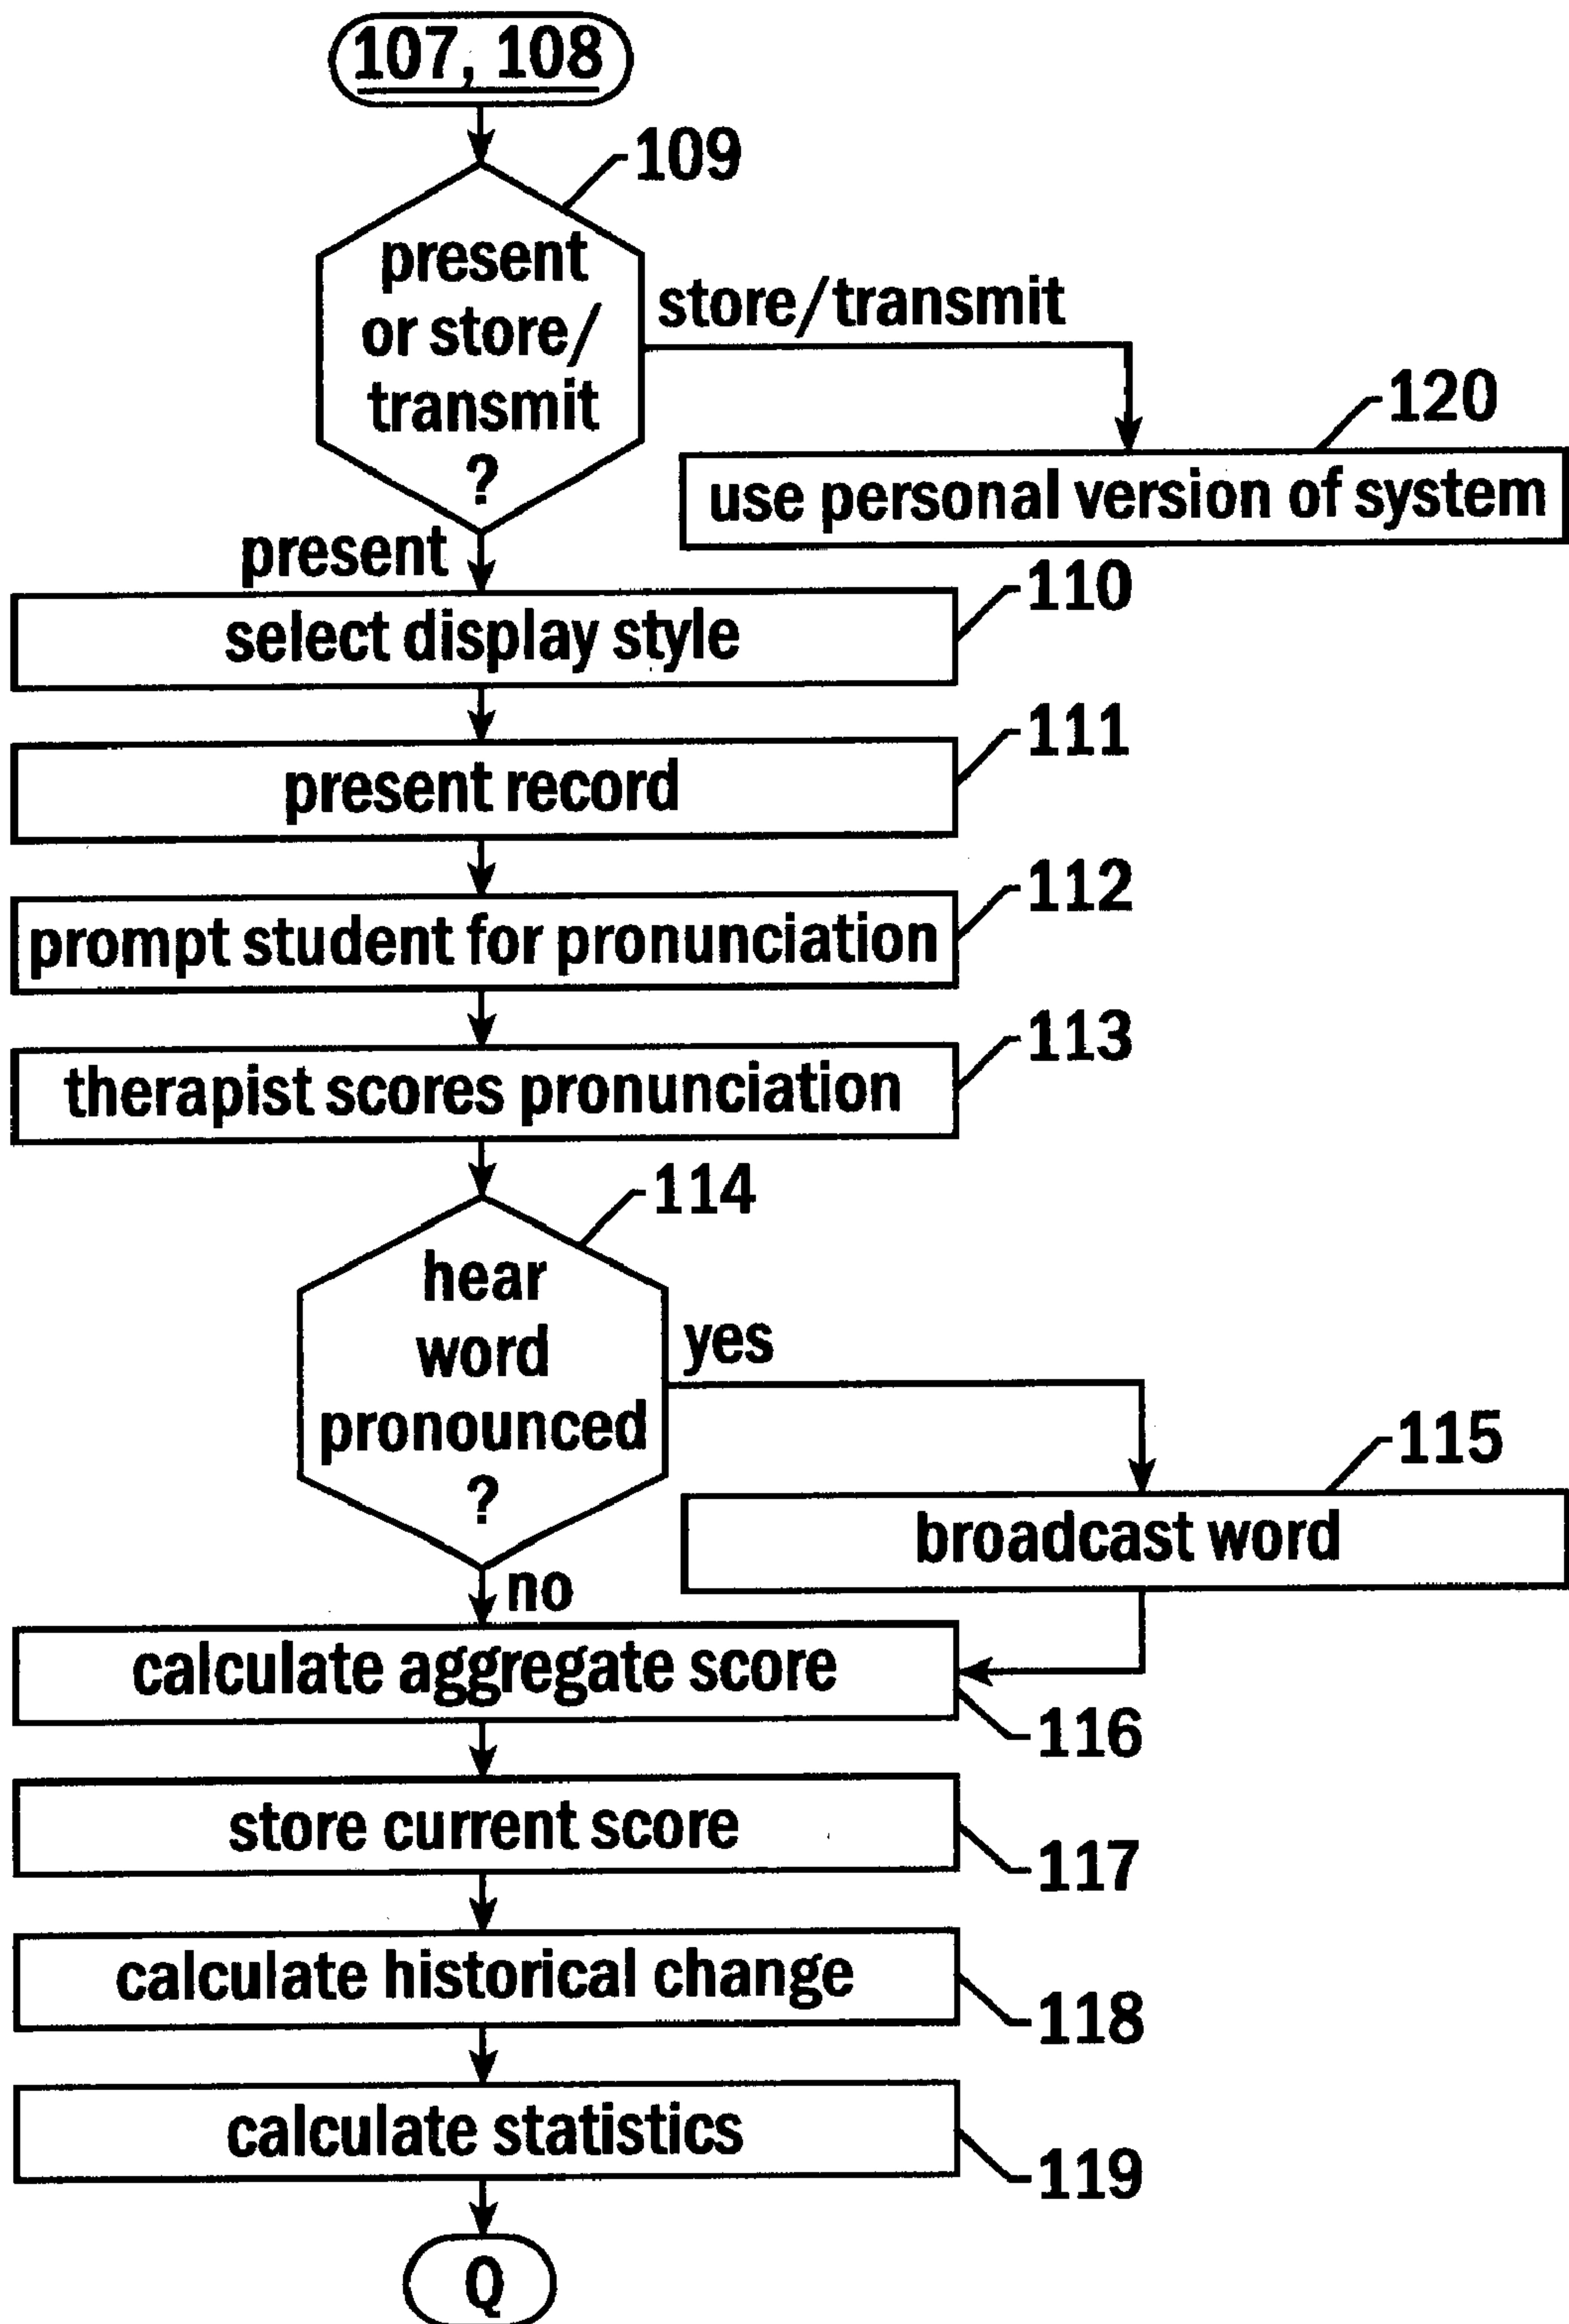 107, 108
109
present
or store/
transmit
?
store/transmit
120
use personal version of system
present
110
select display style
111
present record
112
prompt student for pronunciation
113
therapist scores pronunciation
114
hear
word
pronounced
?
yes
115
broadcast word
no
calculate aggregate score
116
store current score
117
calculate historical change
118
calculate statistics
119
Q